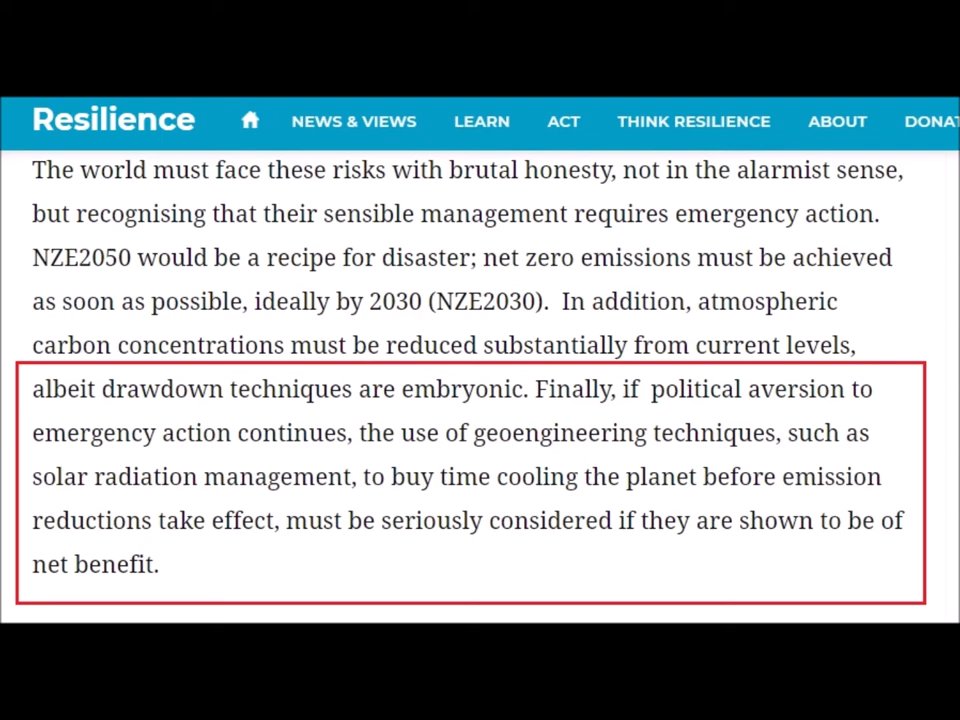 Resilience NEWS & VIEWS LEARN ACT THINK RESILIENCE ABOUT DONAT
The world must face these risks with brutal honesty, not in the alarmist sense,
but recognising that their sensible management requires emergency action.
NZE2050 would be a recipe for disaster; net zero emissions must be achieved
as soon as possible, ideally by 2030 (NZE2030).  In addition, atmospheric
carbon concentrations must be reduced substantially from current levels,
albeit drawdown techniques are embryonic. Finally, if  political aversion to
emergency action continues, the use of geoengineering techniques, such as
solar radiation management, to buy time cooling the planet before emission
reductions take effect, must be seriously considered if they are shown to be of
net benefit.